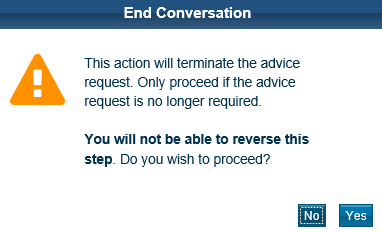 End Conversation
This action will terminate the advice
request. Only proceed if the advice
request is no longer required.
You will not be able to reverse this
step. Do you wish to proceed?
No Yes